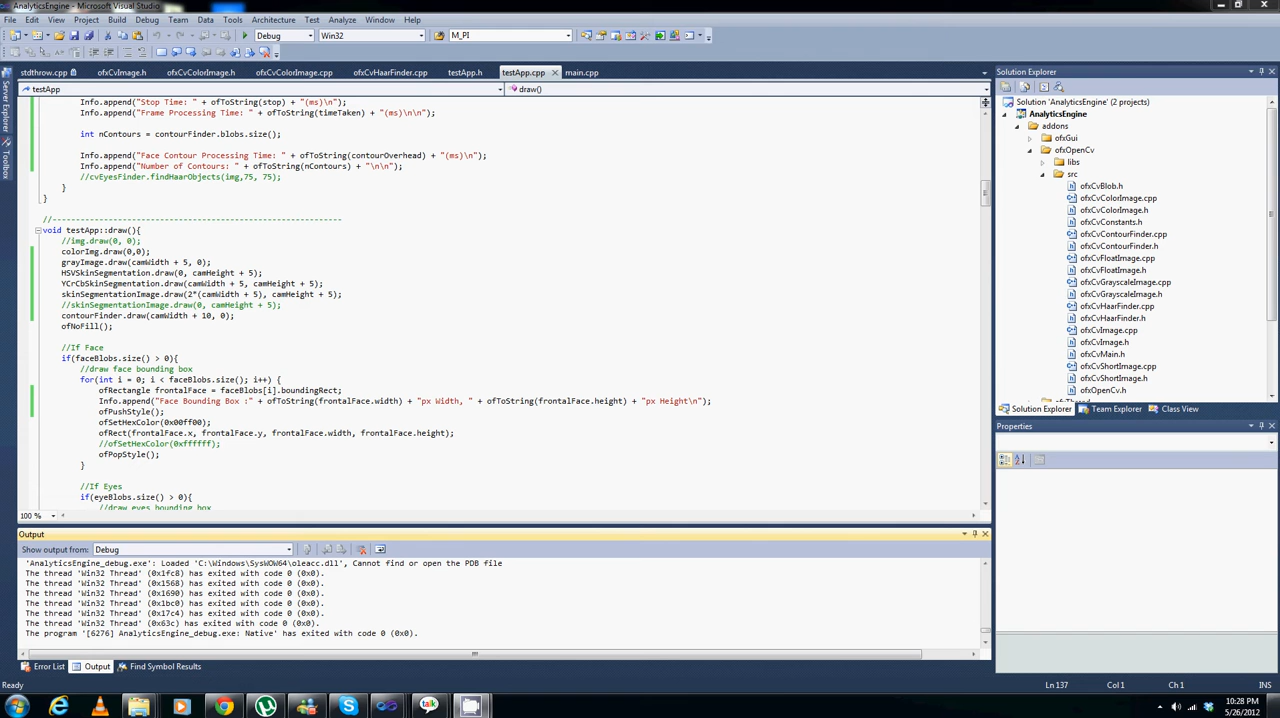 AnalyticsEngine - Microsoft Visual Studio
File Edit View Project Build Debug Team Data Tools Architecture Test Analyze Window Help
Debug Win32 M_PI
stdthrow.cpp ofxCvImage.h ofxCvColorImage.h ofxCvColorImage.cpp ofxCvHaarFinder.cpp testApp.h testApp.cpp main.cpp
testApp draw()
Info.append("Stop Time: " + ofToString(stop) + "(ms)\n");
Info.append("Frame Processing Time: " + ofToString(timeTaken) + "(ms)\n\n");
int nContours = contourFinder.blobs.size();
Info.append("Face Contour Processing Time: " + ofToString(contourOverhead) + "(ms)\n");
Info.append("Number of Contours: " + ofToString(nContours) + "\n\n");
//cvEyesFinder.findHaarObjects(img,75, 75);
}
}
//--------------------------------------------------------------
void testApp::draw(){
//img.draw(0, 0);
colorImg.draw(0,0);
grayImage.draw(camWidth + 5, 0);
HSVSkinSegmentation.draw(0, camHeight + 5);
YCrCbSkinSegmentation.draw(camWidth + 5, camHeight + 5);
skinSegmentationImage.draw(2*(camWidth + 5), camHeight + 5);
//skinSegmentationImage.draw(0, camHeight + 5);
contourFinder.draw(camWidth + 10, 0);
ofNoFill();
//If Face
if(faceBlobs.size() > 0){
//draw face bounding box
for(int i = 0; i < faceBlobs.size(); i++) {
ofRectangle frontalFace = faceBlobs[i].boundingRect;
Info.append("Face Bounding Box :" + ofToString(frontalFace.width) + "px Width, " + ofToString(frontalFace.height) + "px Height\n");
ofPushStyle();
ofSetHexColor(0x00ff00);
ofRect(frontalFace.x, frontalFace.y, frontalFace.width, frontalFace.height);
//ofSetHexColor(0xffffff);
ofPopStyle();
}
//If Eyes
if(eyeBlobs.size() > 0){
//draw eyes bounding box
100 %
Output
Show output from: Debug
'AnalyticsEngine_debug.exe': Loaded 'C:\Windows\SysWOW64\oleacc.dll', Cannot find or open the PDB file
The thread 'Win32 Thread' (0x1fc8) has exited with code 0 (0x0).
The thread 'Win32 Thread' (0x1568) has exited with code 0 (0x0).
The thread 'Win32 Thread' (0x1690) has exited with code 0 (0x0).
The thread 'Win32 Thread' (0x1bc0) has exited with code 0 (0x0).
The thread 'Win32 Thread' (0x17c4) has exited with code 0 (0x0).
The thread 'Win32 Thread' (0x63c) has exited with code 0 (0x0).
The program '[6276] AnalyticsEngine_debug.exe: Native' has exited with code 0 (0x0).
Error List Output Find Symbol Results
Ready
Server Explorer
Toolbox
Solution Explorer
Solution 'AnalyticsEngine' (2 projects)
AnalyticsEngine
addons
ofxGui
ofxOpenCv
libs
src
ofxCvBlob.h
ofxCvColorImage.cpp
ofxCvColorImage.h
ofxCvConstants.h
ofxCvContourFinder.cpp
ofxCvContourFinder.h
ofxCvFloatImage.cpp
ofxCvFloatImage.h
ofxCvGrayscaleImage.cpp
ofxCvGrayscaleImage.h
ofxCvHaarFinder.cpp
ofxCvHaarFinder.h
ofxCvImage.cpp
ofxCvImage.h
ofxCvMain.h
ofxCvShortImage.cpp
ofxCvShortImage.h
ofxOpenCv.h
Solution Explorer Team Explorer Class View
Properties
Ln 137 Col 1 Ch 1 INS
10:28 PM
5/26/2012